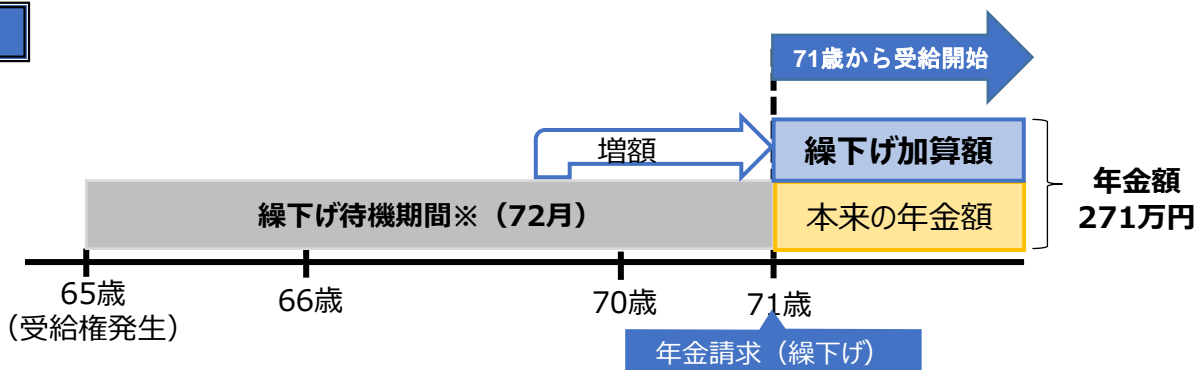 71歳から受給開始
増額
繰下げ加算額
繰下げ待機期間※（72月）
本来の年金額
年金額
271万円
65歳
（受給権発生）
66歳
70歳
71歳
年金請求（繰下げ）